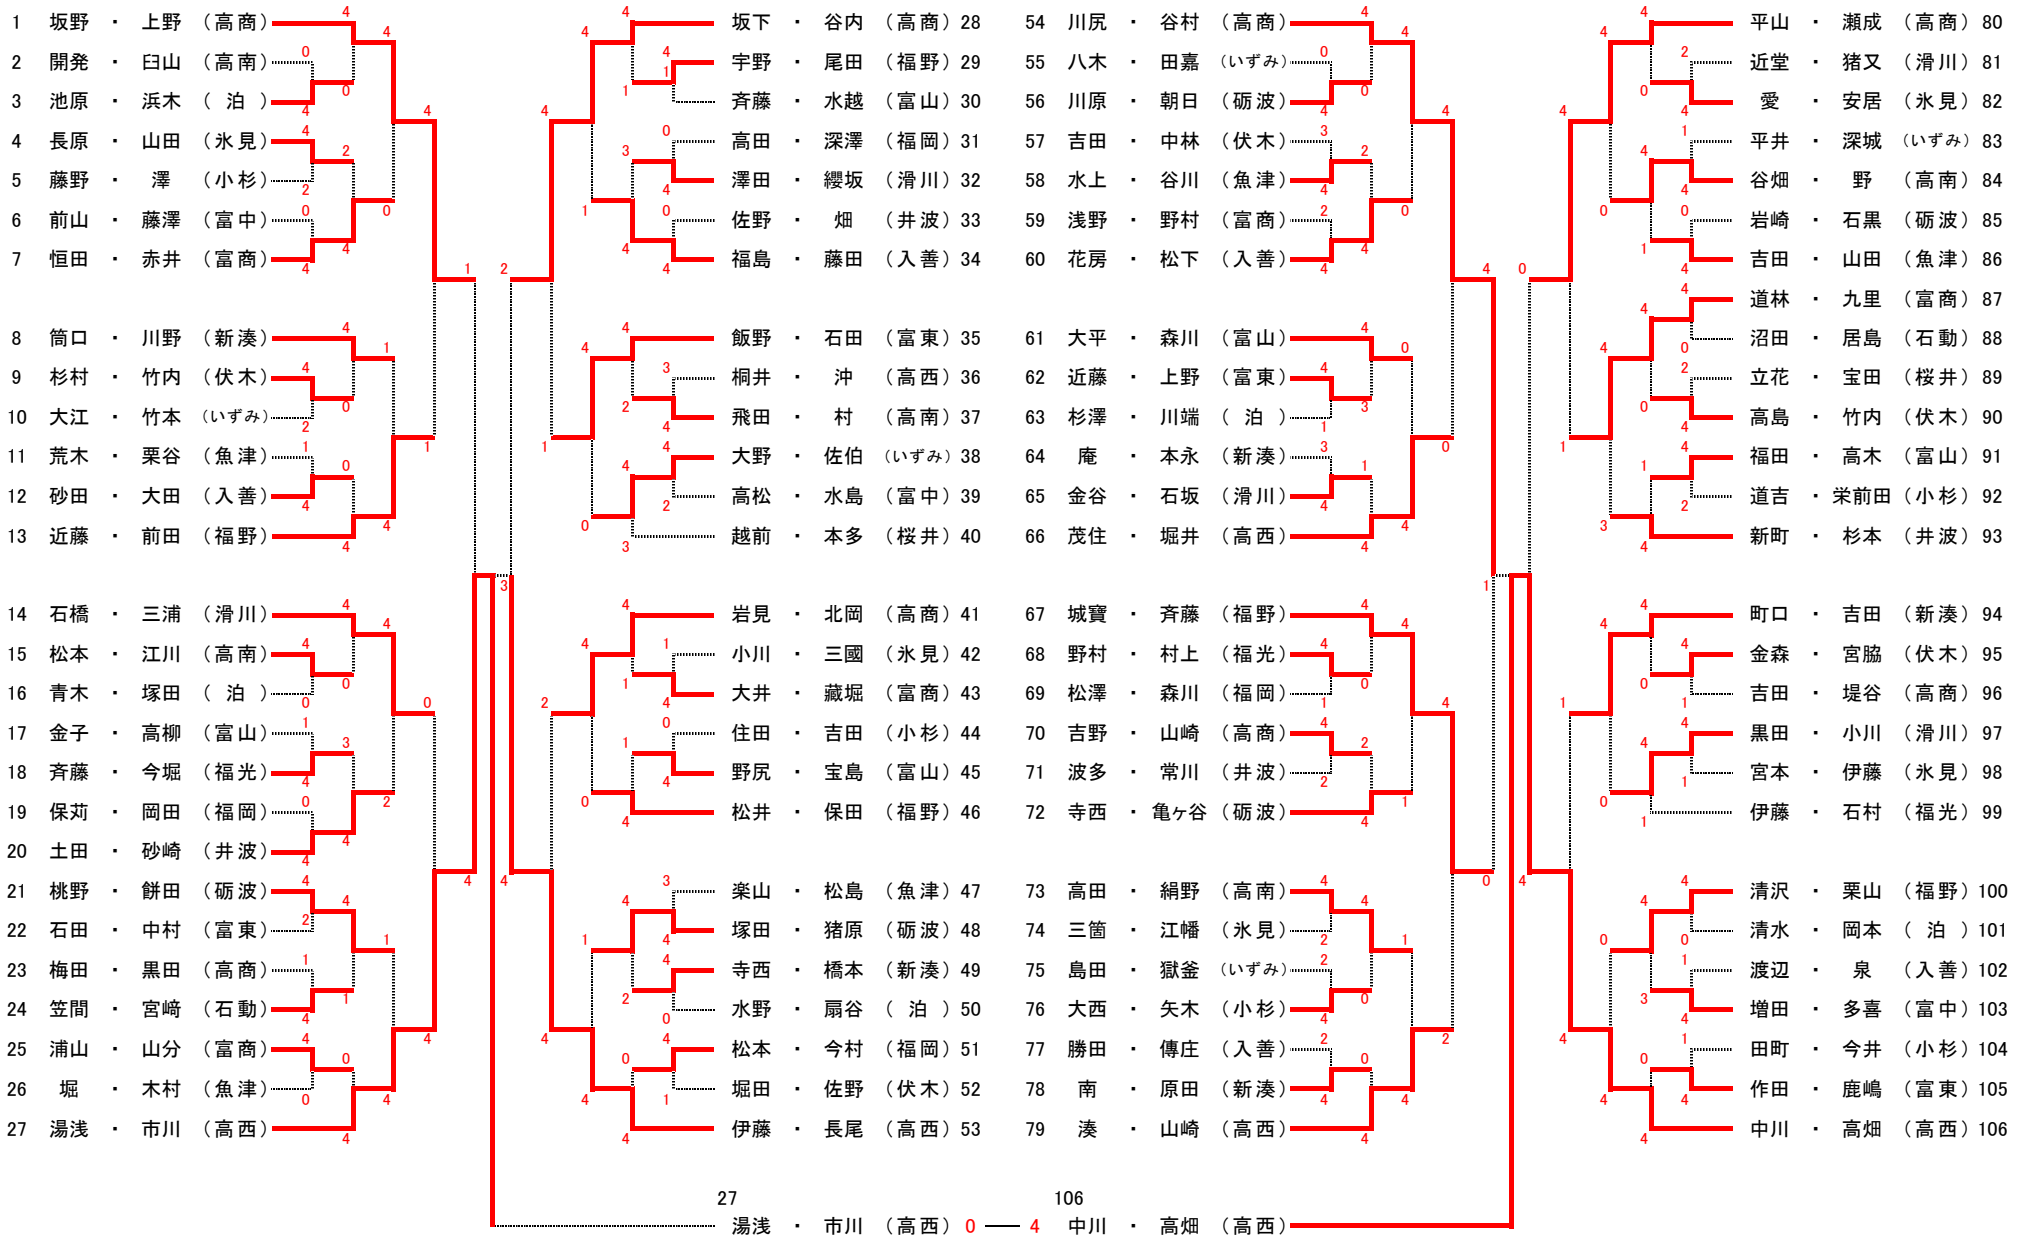 1 坂野 ・ 上野 （高商）
2 開発 ・ 臼山 （高南）
3 池原 ・ 浜木 （ 泊 ）
4 長原 ・ 山田 （氷見）
5 藤野 ・ 澤 （小杉）
6 前山 ・ 藤澤 （富中）
7 恒田 ・ 赤井 （富商）
8 筒口 ・ 川野 （新湊）
9 杉村 ・ 竹内 （伏木）
10 大江 ・ 竹本 （いずみ）
11 荒木 ・ 栗谷 （魚津）
12 砂田 ・ 大田 （入善）
13 近藤 ・ 前田 （福野）
14 石橋 ・ 三浦 （滑川）
15 松本 ・ 江川 （高南）
16 青木 ・ 塚田 （ 泊 ）
17 金子 ・ 高柳 （富山）
18 斉藤 ・ 今堀 （福光）
19 保苅 ・ 岡田 （福岡）
20 土田 ・ 砂崎 （井波）
21 桃野 ・ 餅田 （砺波）
22 石田 ・ 中村 （富東）
23 梅田 ・ 黒田 （高商）
24 笠間 ・ 宮﨑 （石動）
25 浦山 ・ 山分 （富商）
26 堀 ・ 木村 （魚津）
27 湯浅 ・ 市川 （高西）
坂下 ・ 谷内 （高商） 28
宇野 ・ 尾田 （福野） 29
斉藤 ・ 水越 （富山） 30
高田 ・ 深澤 （福岡） 31
澤田 ・ 纓坂 （滑川） 32
佐野 ・ 畑 （井波） 33
福島 ・ 藤田 （入善） 34
飯野 ・ 石田 （富東） 35
桐井 ・ 沖 （高西） 36
飛田 ・ 村 （高南） 37
大野 ・ 佐伯 （いずみ） 38
高松 ・ 水島 （富中） 39
越前 ・ 本多 （桜井） 40
岩見 ・ 北岡 （高商） 41
小川 ・ 三國 （氷見） 42
大井 ・ 藏堀 （富商） 43
住田 ・ 吉田 （小杉） 44
野尻 ・ 宝島 （富山） 45
松井 ・ 保田 （福野） 46
楽山 ・ 松島 （魚津） 47
塚田 ・ 猪原 （砺波） 48
寺西 ・ 橋本 （新湊） 49
水野 ・ 扇谷 （ 泊 ） 50
松本 ・ 今村 （福岡） 51
堀田 ・ 佐野 （伏木） 52
伊藤 ・ 長尾 （高西） 53
54 川尻 ・ 谷村 （高商）
55 八木 ・ 田嘉 （いずみ）
56 川原 ・ 朝日 （砺波）
57 吉田 ・ 中林 （伏木）
58 水上 ・ 谷川 （魚津）
59 浅野 ・ 野村 （富商）
60 花房 ・ 松下 （入善）
61 大平 ・ 森川 （富山）
62 近藤 ・ 上野 （富東）
63 杉澤 ・ 川端 （ 泊 ）
64 庵 ・ 本永 （新湊）
65 金谷 ・ 石坂 （滑川）
66 茂住 ・ 堀井 （高西）
67 城寶 ・ 斉藤 （福野）
68 野村 ・ 村上 （福光）
69 松澤 ・ 森川 （福岡）
70 吉野 ・ 山崎 （高商）
71 波多 ・ 常川 （井波）
72 寺西 ・ 亀ヶ谷 （砺波）
73 高田 ・ 絹野 （高南）
74 三箇 ・ 江幡 （氷見）
75 島田 ・ 獄釜 （いずみ）
76 大西 ・ 矢木 （小杉）
77 勝田 ・ 傳庄 （入善）
78 南 ・ 原田 （新湊）
79 湊 ・ 山崎 （高西）
平山 ・ 瀬成 （高商） 80
近堂 ・ 猪又 （滑川） 81
愛 ・ 安居 （氷見） 82
平井 ・ 深城 （いずみ） 83
谷畑 ・ 野 （高南） 84
岩崎 ・ 石黒 （砺波） 85
吉田 ・ 山田 （魚津） 86
道林 ・ 九里 （富商） 87
沼田 ・ 居島 （石動） 88
立花 ・ 宝田 （桜井） 89
高島 ・ 竹内 （伏木） 90
福田 ・ 高木 （富山） 91
道吉 ・ 栄前田 （小杉） 92
新町 ・ 杉本 （井波） 93
町口 ・ 吉田 （新湊） 94
金森 ・ 宮脇 （伏木） 95
吉田 ・ 堤谷 （高商） 96
黒田 ・ 小川 （滑川） 97
宮本 ・ 伊藤 （氷見） 98
伊藤 ・ 石村 （福光） 99
清沢 ・ 栗山 （福野） 100
清水 ・ 岡本 （ 泊 ） 101
渡辺 ・ 泉 （入善） 102
増田 ・ 多喜 （富中） 103
田町 ・ 今井 （小杉） 104
作田 ・ 鹿嶋 （富東） 105
中川 ・ 高畑 （高西） 106
27 106
湯浅 ・ 市川 （高西） 0 ― 4 中川 ・ 高畑 （高西）